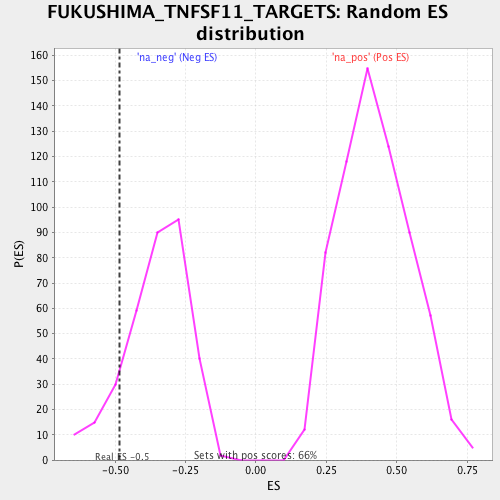 FUKUSHIMA_TNFSF11_TARGETS: Random ES
distribution
'na_neg' (Neg ES)
'na_pos' (Pos ES)
160
150
140
130
120
110
100
90
80
70
60
50
40
30
20
10
0
P(ES)
Real ES -0.5
Sets with pos scores: 66%
-0.50
-0.25
0.00
0.25
0.50
0.75
ES